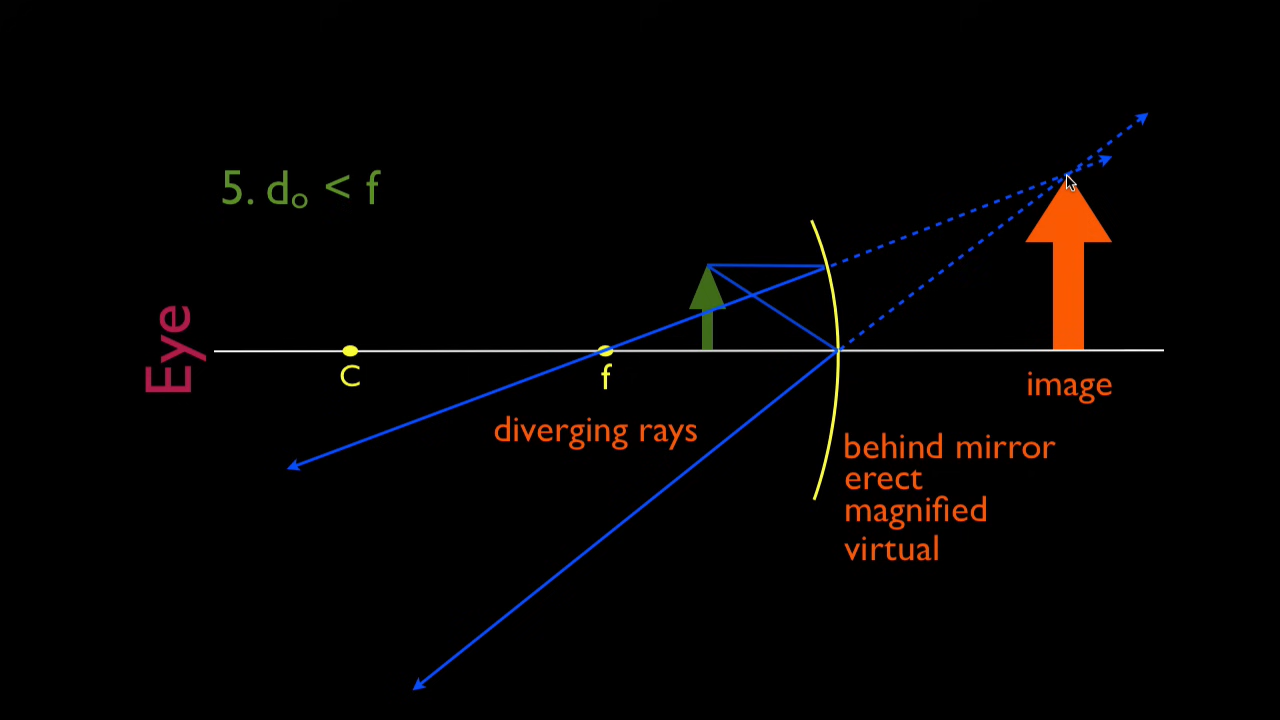 5. dₒ < f
Eye
C
f
image
diverging rays
behind mirror
erect
magnified
virtual